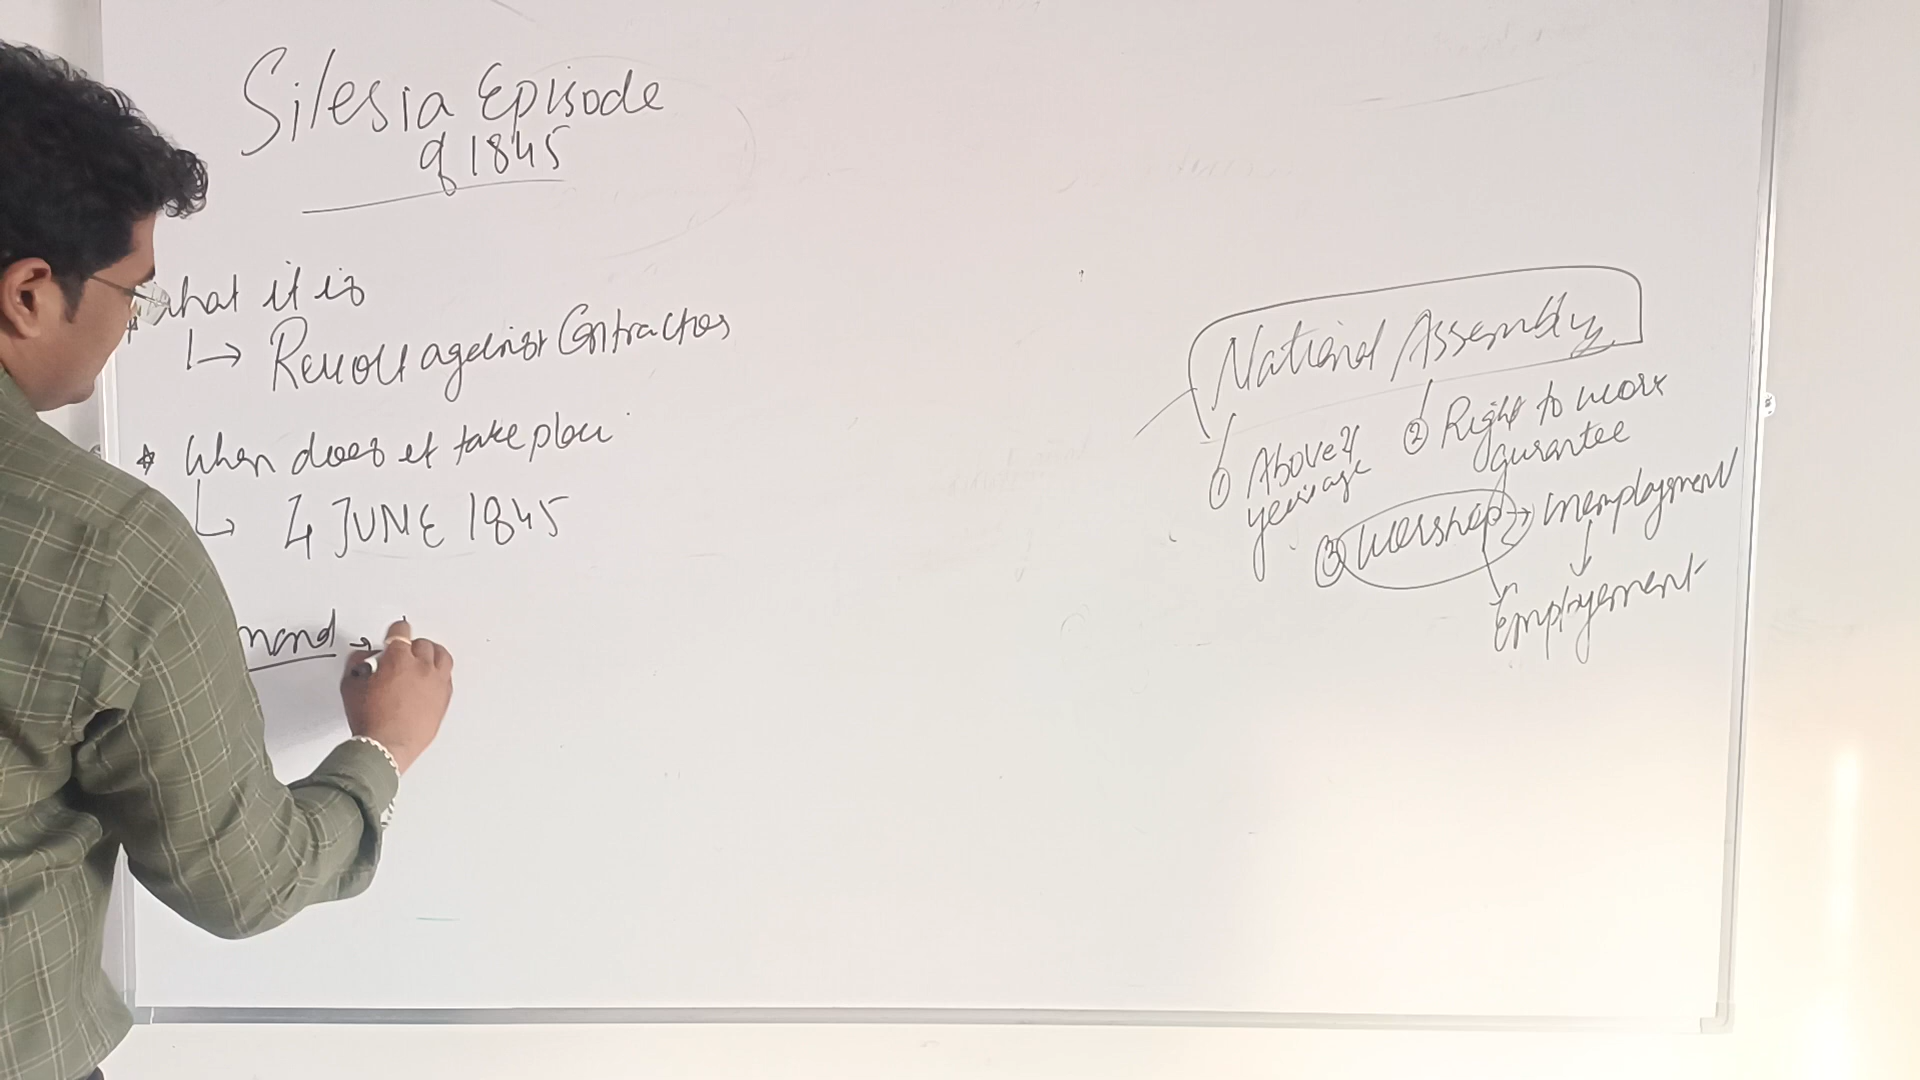 Silesia Episode
of 1845
* What it is
↳ Revolt against Contractors
* When does it take place
↳ 4 JUNE 1845
mand →
National Assembly
① Above 21
years age
② Right to work
gurantee
③ Worshop → unemployment
↓
Employement